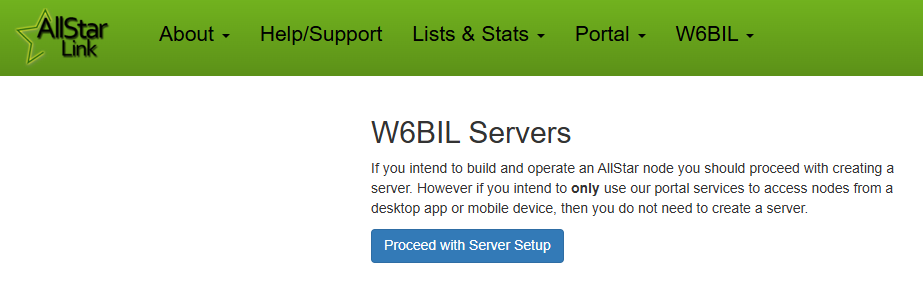 AllStar
Link
About
Help/Support
Lists & Stats
Portal
W6BIL
W6BIL Servers
If you intend to build and operate an AllStar node you should proceed with creating a
server. However if you intend to only use our portal services to access nodes from a
desktop app or mobile device, then you do not need to create a server.
Proceed with Server Setup